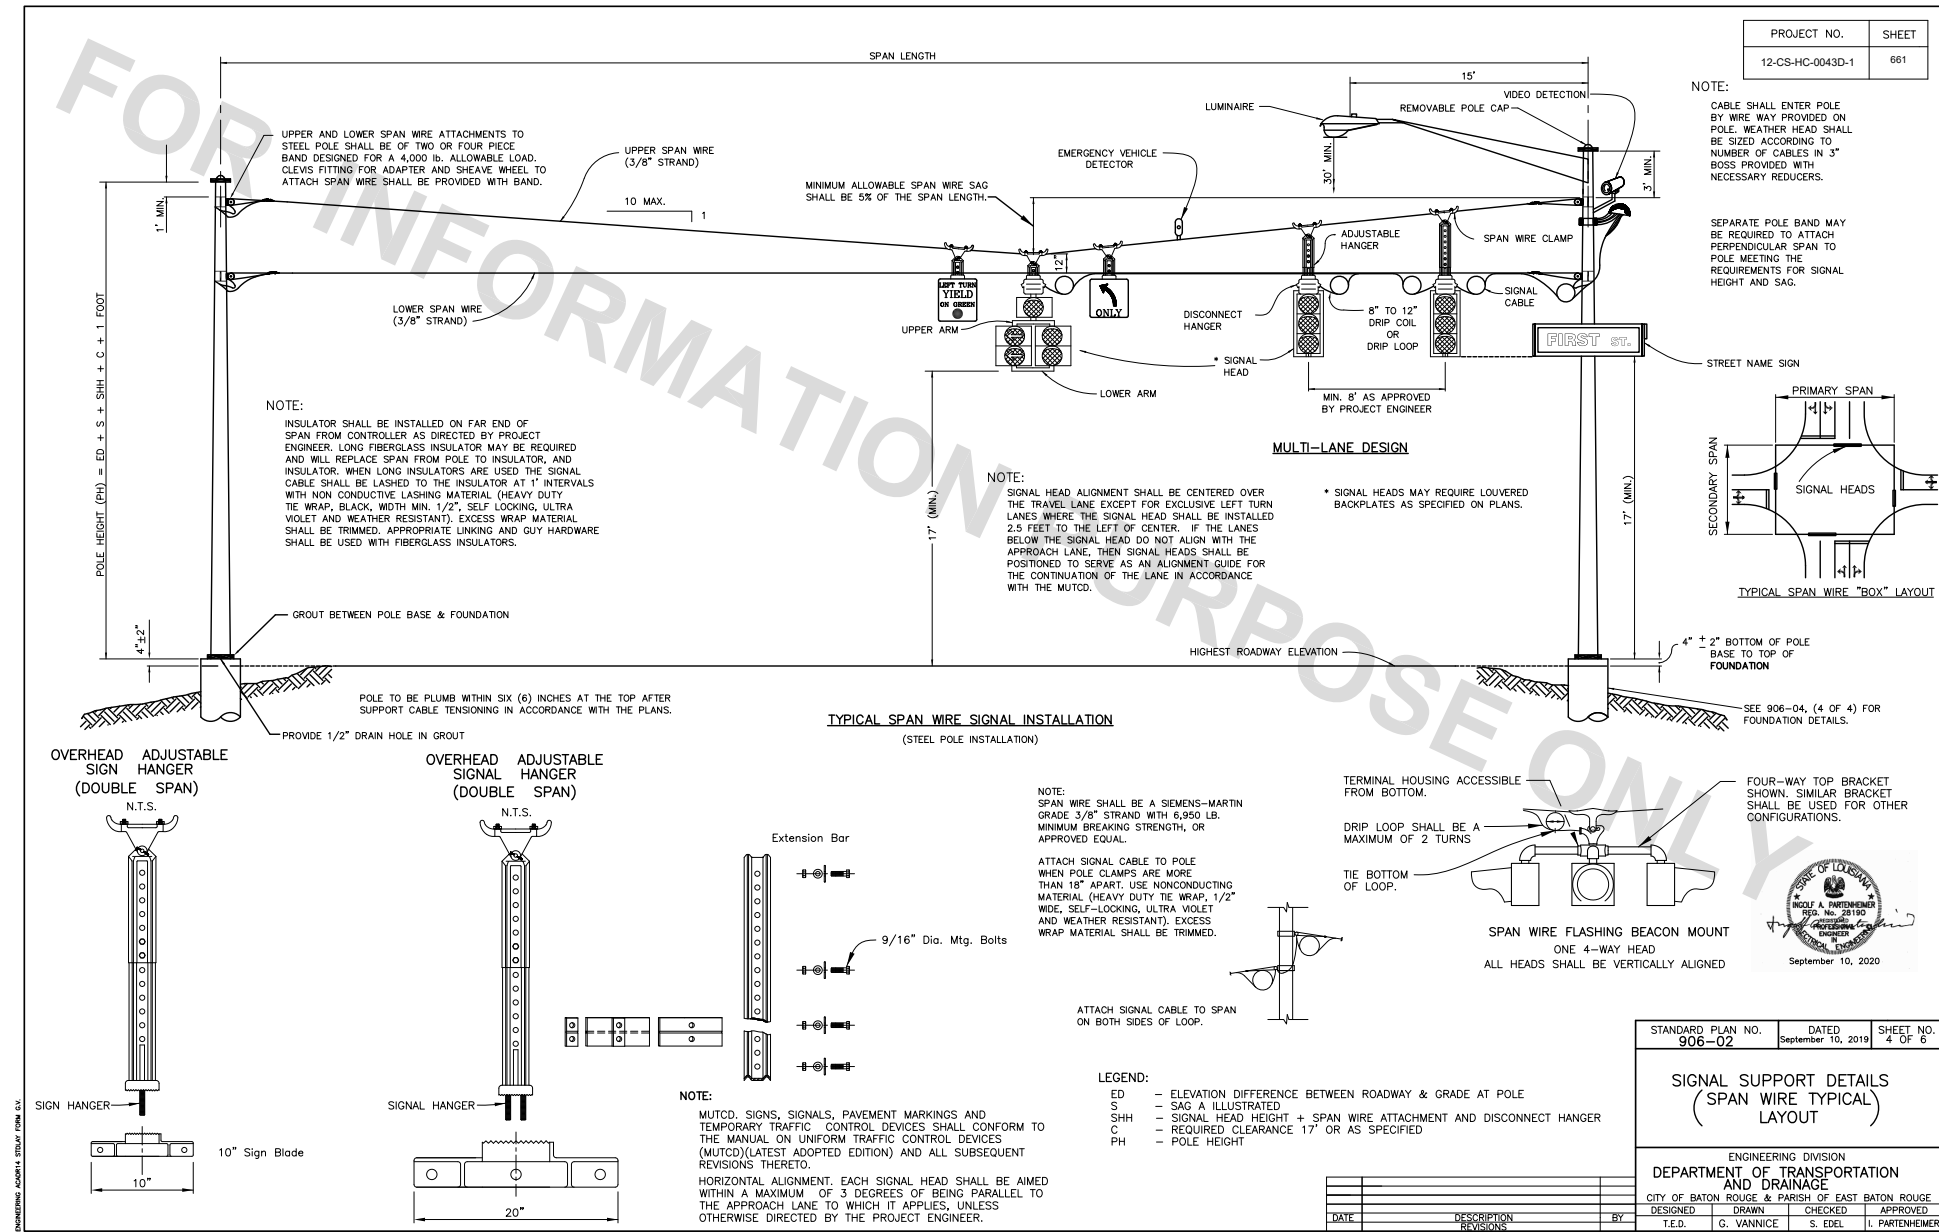 PROJECT NO.
SHEET
12-CS-HC-0043D-1
661
FOR INFORMATION PURPOSE ONLY
SPAN LENGTH
15'
VIDEO DETECTION
LUMINAIRE
REMOVABLE POLE CAP
NOTE:
CABLE SHALL ENTER POLE
BY WIRE WAY PROVIDED ON
POLE. WEATHER HEAD SHALL
BE SIZED ACCORDING TO
NUMBER OF CABLES IN 3"
BOSS PROVIDED WITH
NECESSARY REDUCERS.
SEPARATE POLE BAND MAY
BE REQUIRED TO ATTACH
PERPENDICULAR SPAN TO
POLE MEETING THE
REQUIREMENTS FOR SIGNAL
HEIGHT AND SAG.
UPPER AND LOWER SPAN WIRE ATTACHMENTS TO
STEEL POLE SHALL BE OF TWO OR FOUR PIECE
BAND DESIGNED FOR A 4,000 lb. ALLOWABLE LOAD.
CLEVIS FITTING FOR ADAPTER AND SHEAVE WHEEL TO
ATTACH SPAN WIRE SHALL BE PROVIDED WITH BAND.
UPPER SPAN WIRE
(3/8" STRAND)
10 MAX.
1
MINIMUM ALLOWABLE SPAN WIRE SAG
SHALL BE 5% OF THE SPAN LENGTH.
EMERGENCY VEHICLE
DETECTOR
30' MIN.
3' MIN.
1' MIN.
ADJUSTABLE
HANGER
SPAN WIRE CLAMP
12"
LEFT TURN
YIELD
ON GREEN
ONLY
SIGNAL
CABLE
LOWER SPAN WIRE
(3/8" STRAND)
UPPER ARM
DISCONNECT
HANGER
8" TO 12"
DRIP COIL
OR
DRIP LOOP
FIRST ST.
* SIGNAL
HEAD
STREET NAME SIGN
LOWER ARM
MIN. 8' AS APPROVED
BY PROJECT ENGINEER
POLE HEIGHT (PH) = ED + S + SHH + C + 1 FOOT
NOTE:
INSULATOR SHALL BE INSTALLED ON FAR END OF
SPAN FROM CONTROLLER AS DIRECTED BY PROJECT
ENGINEER. LONG FIBERGLASS INSULATOR MAY BE REQUIRED
AND WILL REPLACE SPAN FROM POLE TO INSULATOR, AND
INSULATOR. WHEN LONG INSULATORS ARE USED THE SIGNAL
CABLE SHALL BE LASHED TO THE INSULATOR AT 1' INTERVALS
WITH NON CONDUCTIVE LASHING MATERIAL (HEAVY DUTY
TIE WRAP, BLACK, WIDTH MIN. 1/2", SELF LOCKING, ULTRA
VIOLET AND WEATHER RESISTANT). EXCESS WRAP MATERIAL
SHALL BE TRIMMED. APPROPRIATE LINKING AND GUY HARDWARE
SHALL BE USED WITH FIBERGLASS INSULATORS.
MULTI-LANE DESIGN
17' (MIN.)
NOTE:
SIGNAL HEAD ALIGNMENT SHALL BE CENTERED OVER
THE TRAVEL LANE EXCEPT FOR EXCLUSIVE LEFT TURN
LANES WHERE THE SIGNAL HEAD SHALL BE INSTALLED
2.5 FEET TO THE LEFT OF CENTER. IF THE LANES
BELOW THE SIGNAL HEAD DO NOT ALIGN WITH THE
APPROACH LANE, THEN SIGNAL HEADS SHALL BE
POSITIONED TO SERVE AS AN ALIGNMENT GUIDE FOR
THE CONTINUATION OF THE LANE IN ACCORDANCE
WITH THE MUTCD.
* SIGNAL HEADS MAY REQUIRE LOUVERED
BACKPLATES AS SPECIFIED ON PLANS.
17' (MIN.)
PRIMARY SPAN
SECONDARY SPAN
SIGNAL HEADS
TYPICAL SPAN WIRE "BOX" LAYOUT
GROUT BETWEEN POLE BASE & FOUNDATION
4"±2"
HIGHEST ROADWAY ELEVATION
4" ± 2" BOTTOM OF POLE
BASE TO TOP OF
FOUNDATION
POLE TO BE PLUMB WITHIN SIX (6) INCHES AT THE TOP AFTER
SUPPORT CABLE TENSIONING IN ACCORDANCE WITH THE PLANS.
SEE 906-04, (4 OF 4) FOR
FOUNDATION DETAILS.
PROVIDE 1/2" DRAIN HOLE IN GROUT
TYPICAL SPAN WIRE SIGNAL INSTALLATION
(STEEL POLE INSTALLATION)
OVERHEAD ADJUSTABLE
SIGN HANGER
(DOUBLE SPAN)
N.T.S.
SIGN HANGER
10" Sign Blade
10"
OVERHEAD ADJUSTABLE
SIGNAL HANGER
(DOUBLE SPAN)
N.T.S.
SIGNAL HANGER
20"
Extension Bar
9/16" Dia. Mtg. Bolts
NOTE:
SPAN WIRE SHALL BE A SIEMENS-MARTIN
GRADE 3/8" STRAND WITH 6,950 LB.
MINIMUM BREAKING STRENGTH, OR
APPROVED EQUAL.
ATTACH SIGNAL CABLE TO POLE
WHEN POLE CLAMPS ARE MORE
THAN 18" APART. USE NONCONDUCTING
MATERIAL (HEAVY DUTY TIE WRAP, 1/2"
WIDE, SELF-LOCKING, ULTRA VIOLET
AND WEATHER RESISTANT). EXCESS
WRAP MATERIAL SHALL BE TRIMMED.
ATTACH SIGNAL CABLE TO SPAN
ON BOTH SIDES OF LOOP.
TERMINAL HOUSING ACCESSIBLE
FROM BOTTOM.
DRIP LOOP SHALL BE A
MAXIMUM OF 2 TURNS
TIE BOTTOM
OF LOOP.
FOUR-WAY TOP BRACKET
SHOWN. SIMILAR BRACKET
SHALL BE USED FOR OTHER
CONFIGURATIONS.
SPAN WIRE FLASHING BEACON MOUNT
ONE 4-WAY HEAD
ALL HEADS SHALL BE VERTICALLY ALIGNED
STATE OF LOUISIANA
INGOLF A. PARTENHEIMER
REG. No. 28190
REGISTERED
PROFESSIONAL
ENGINEER
IN
ELECTRICAL ENGINEERING
September 10, 2020
NOTE:
MUTCD. SIGNS, SIGNALS, PAVEMENT MARKINGS AND
TEMPORARY TRAFFIC CONTROL DEVICES SHALL CONFORM TO
THE MANUAL ON UNIFORM TRAFFIC CONTROL DEVICES
(MUTCD)(LATEST ADOPTED EDITION) AND ALL SUBSEQUENT
REVISIONS THERETO.
HORIZONTAL ALIGNMENT. EACH SIGNAL HEAD SHALL BE AIMED
WITHIN A MAXIMUM OF 3 DEGREES OF BEING PARALLEL TO
THE APPROACH LANE TO WHICH IT APPLIES, UNLESS
OTHERWISE DIRECTED BY THE PROJECT ENGINEER.
LEGEND:
ED – ELEVATION DIFFERENCE BETWEEN ROADWAY & GRADE AT POLE
S – SAG A ILLUSTRATED
SHH – SIGNAL HEAD HEIGHT + SPAN WIRE ATTACHMENT AND DISCONNECT HANGER
C – REQUIRED CLEARANCE 17' OR AS SPECIFIED
PH – POLE HEIGHT
DATE
DESCRIPTION
BY
REVISIONS
STANDARD PLAN NO.
906-02
DATED
September 10, 2019
SHEET NO.
4 OF 6
SIGNAL SUPPORT DETAILS
(SPAN WIRE TYPICAL
LAYOUT)
ENGINEERING DIVISION
DEPARTMENT OF TRANSPORTATION
AND DRAINAGE
CITY OF BATON ROUGE & PARISH OF EAST BATON ROUGE
DESIGNED
DRAWN
CHECKED
APPROVED
T.E.D.
G. VANNICE
S. EDEL
I. PARTENHEIMER